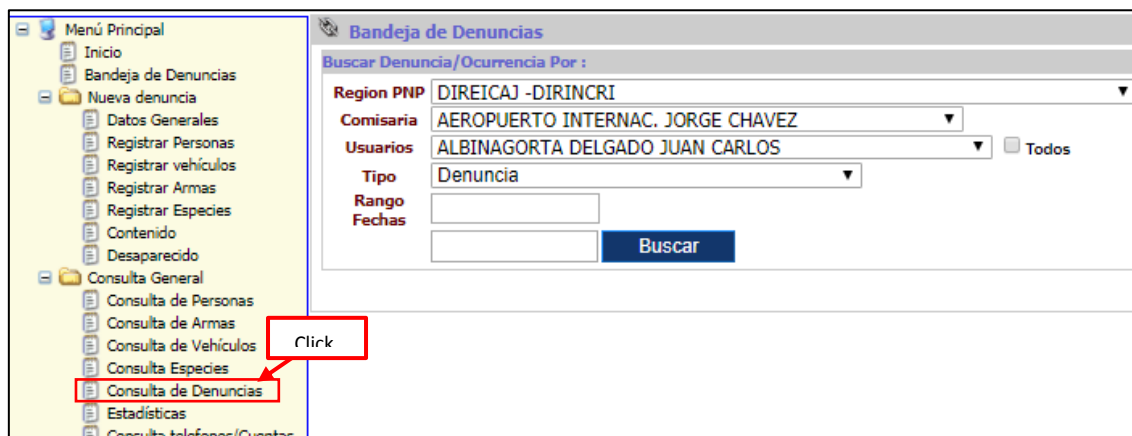 Menú Principal
Inicio
Bandeja de Denuncias
Nueva denuncia
Datos Generales
Registrar Personas
Registrar vehículos
Registrar Armas
Registrar Especies
Contenido
Desaparecido
Consulta General
Consulta de Personas
Consulta de Armas
Consulta de Vehículos
Consulta Especies
Consulta de Denuncias
Estadísticas
Consulta telefonos/Cuentas
Click
Bandeja de Denuncias
Buscar Denuncia/Ocurrencia Por :
Region PNP DIREICAJ -DIRINCRI
Comisaria AEROPUERTO INTERNAC. JORGE CHAVEZ
Usuarios ALBINAGORTA DELGADO JUAN CARLOS Todos
Tipo Denuncia
Rango
Fechas
Buscar